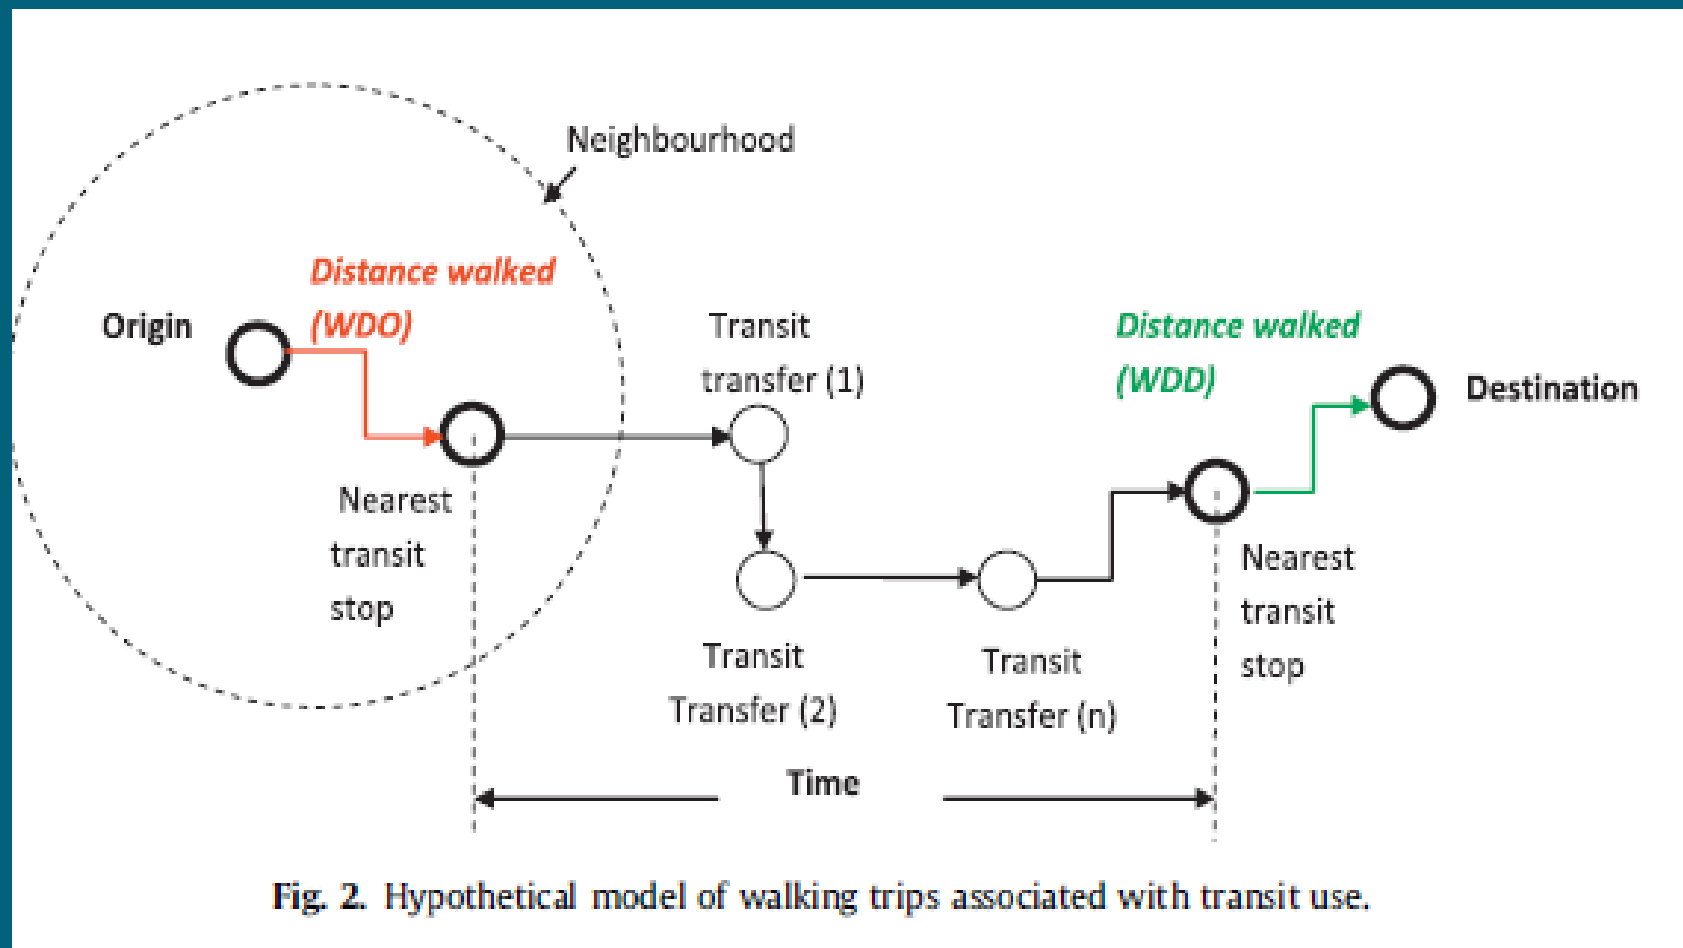 Neighbourhood
Distance walked
(WDO)
Origin
Transit
transfer (1)
Distance walked
(WDD)
Destination
Nearest
transit
stop
Nearest
transit
stop
Transit
Transfer (2)
Transit
Transfer (n)
Time
Fig. 2. Hypothetical model of walking trips associated with transit use.